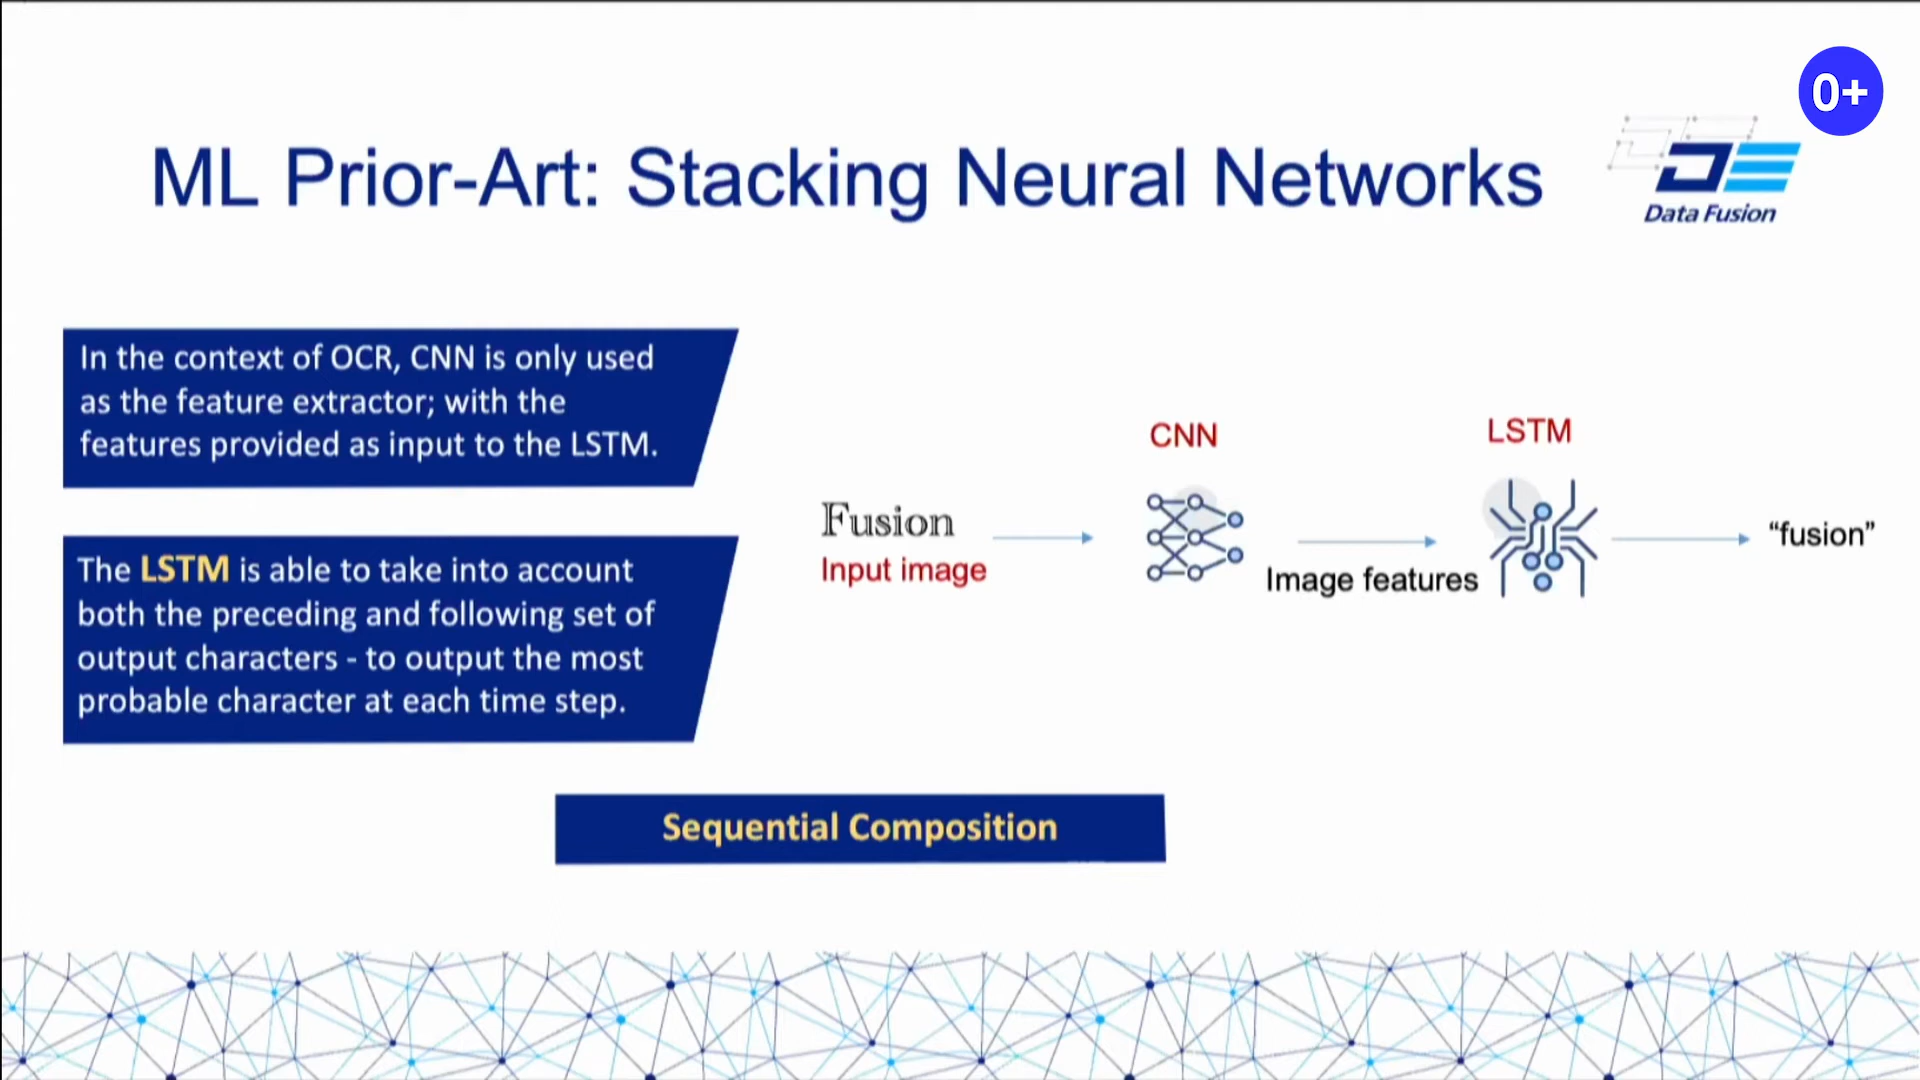 0+
ML Prior-Art: Stacking Neural Networks
Data Fusion
In the context of OCR, CNN is only used
as the feature extractor; with the
features provided as input to the LSTM.
The LSTM is able to take into account
both the preceding and following set of
output characters - to output the most
probable character at each time step.
Fusion
Input image
CNN
Image features
LSTM
“fusion”
Sequential Composition